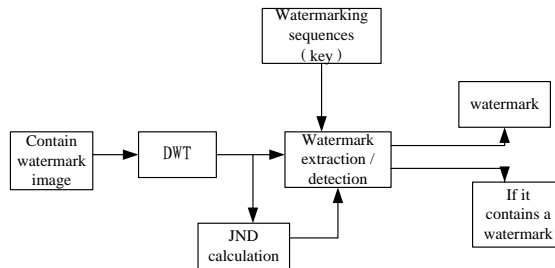 Watermarking
sequences
(key)
watermark
Contain
watermark
image
DWT
Watermark
extraction /
detection
If it
contains a
watermark
JND
calculation